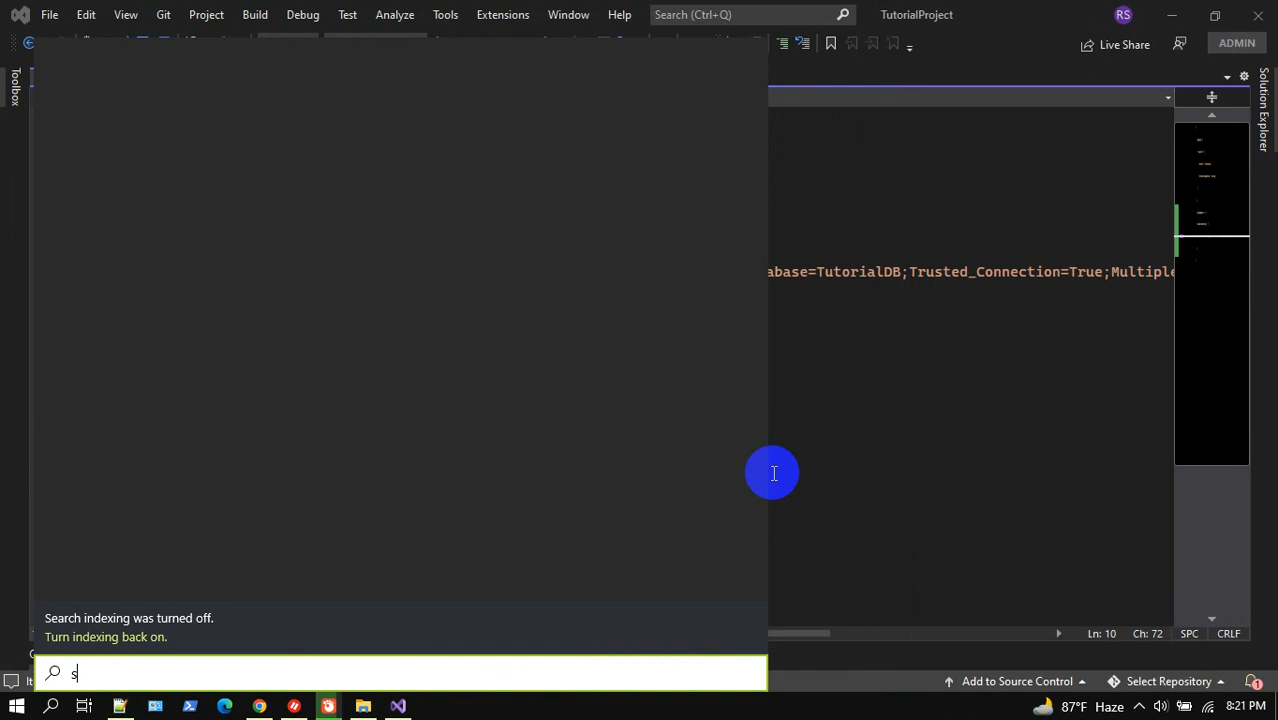 File Edit View Git Project Build Debug Test Analyze Tools Extensions Window Help Search (Ctrl+Q) TutorialProject RS
Live Share ADMIN
Toolbox
Solution Explorer
abase=TutorialDB;Trusted_Connection=True;Multiple
Search indexing was turned off.
Turn indexing back on.
Ln: 10 Ch: 72 SPC CRLF
s
It Add to Source Control Select Repository 1
87°F Haze 8:21 PM